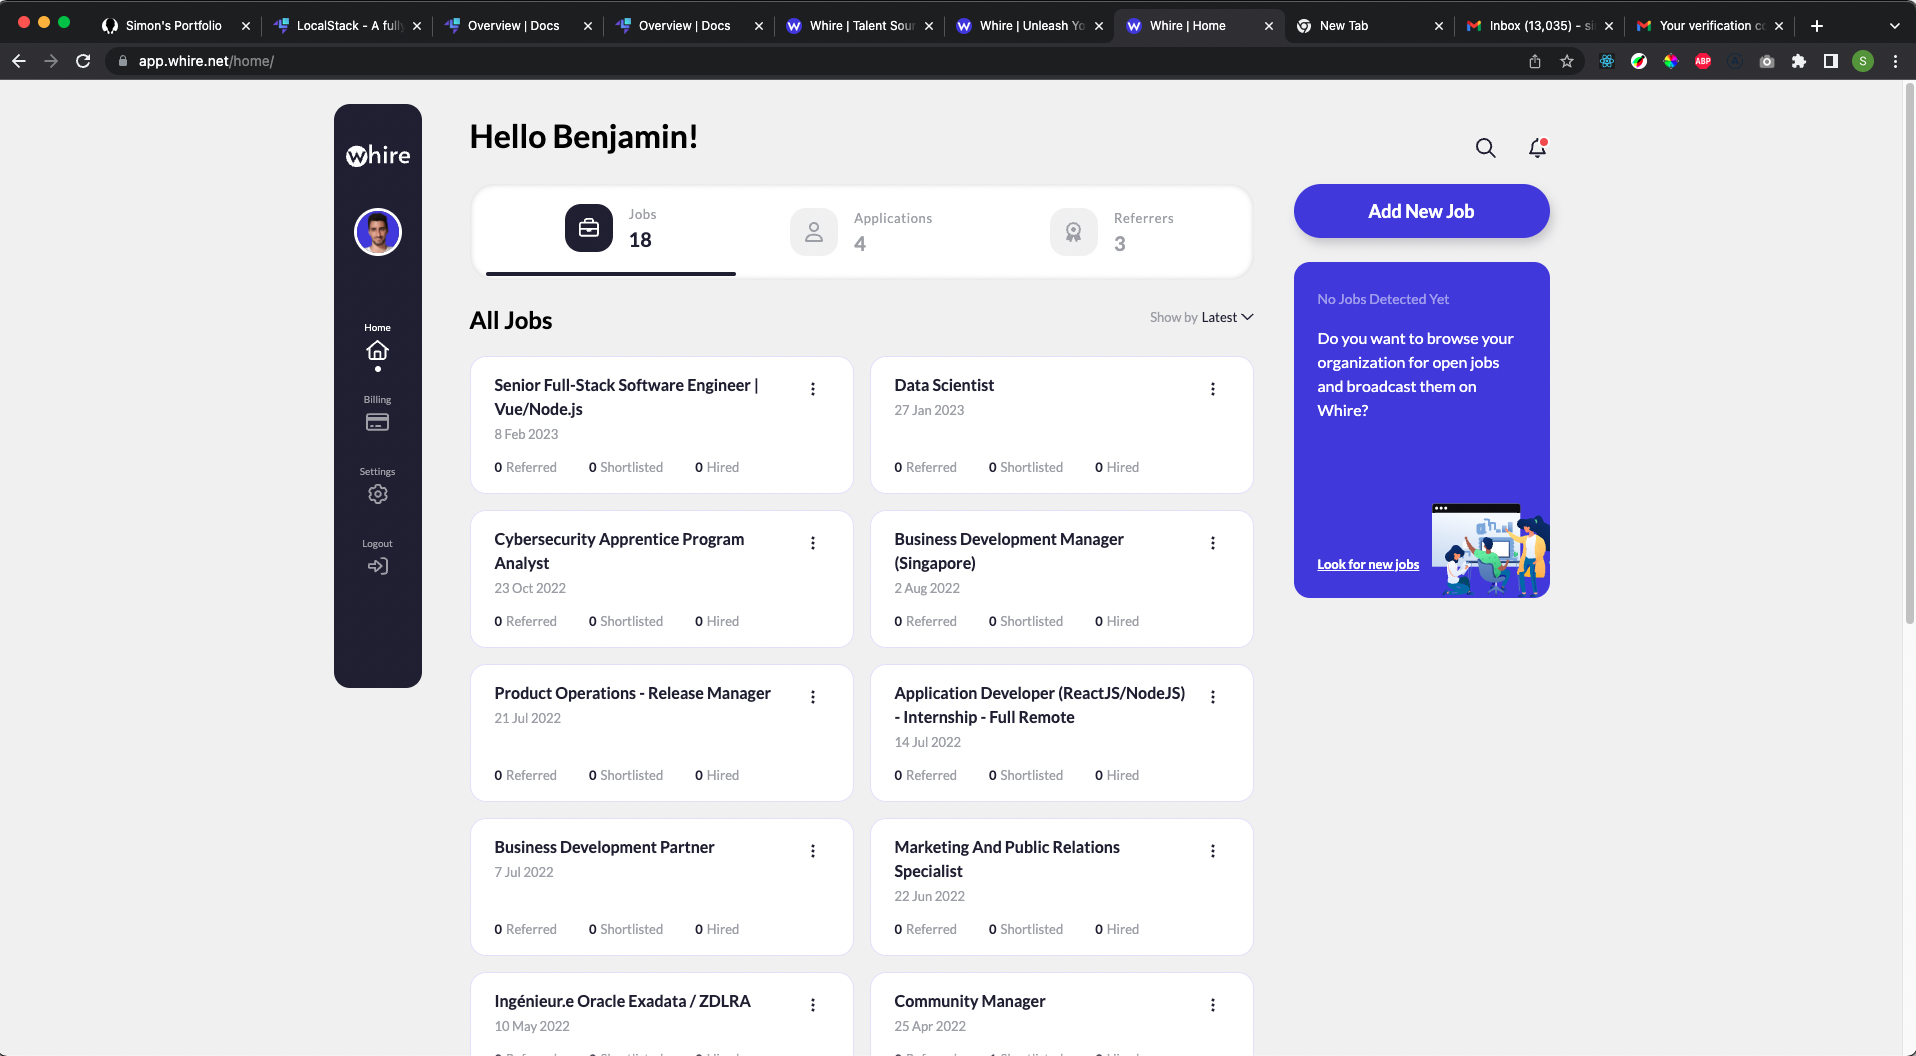 Simon's Portfolio
LocalStack - A fully
Overview | Docs
Overview | Docs
Whire | Talent Sour
Whire | Unleash Yo
Whire | Home
New Tab
Inbox (13,035) - si
Your verification co
app.whire.net/home/
ABP
S
whire
Home
Billing
Settings
Logout
Hello Benjamin!
Jobs
18
Applications
4
Referrers
3
Add New Job
All Jobs
Show by Latest
No Jobs Detected Yet
Do you want to browse your
organization for open jobs
and broadcast them on
Whire?
Look for new jobs
Senior Full-Stack Software Engineer |
Vue/Node.js
8 Feb 2023
0 Referred 0 Shortlisted 0 Hired
Data Scientist
27 Jan 2023
0 Referred 0 Shortlisted 0 Hired
Cybersecurity Apprentice Program
Analyst
23 Oct 2022
0 Referred 0 Shortlisted 0 Hired
Business Development Manager
(Singapore)
2 Aug 2022
0 Referred 0 Shortlisted 0 Hired
Product Operations - Release Manager
21 Jul 2022
0 Referred 0 Shortlisted 0 Hired
Application Developer (ReactJS/NodeJS)
- Internship - Full Remote
14 Jul 2022
0 Referred 0 Shortlisted 0 Hired
Business Development Partner
7 Jul 2022
0 Referred 0 Shortlisted 0 Hired
Marketing And Public Relations
Specialist
22 Jun 2022
0 Referred 0 Shortlisted 0 Hired
Ingénieur.e Oracle Exadata / ZDLRA
10 May 2022
Community Manager
25 Apr 2022